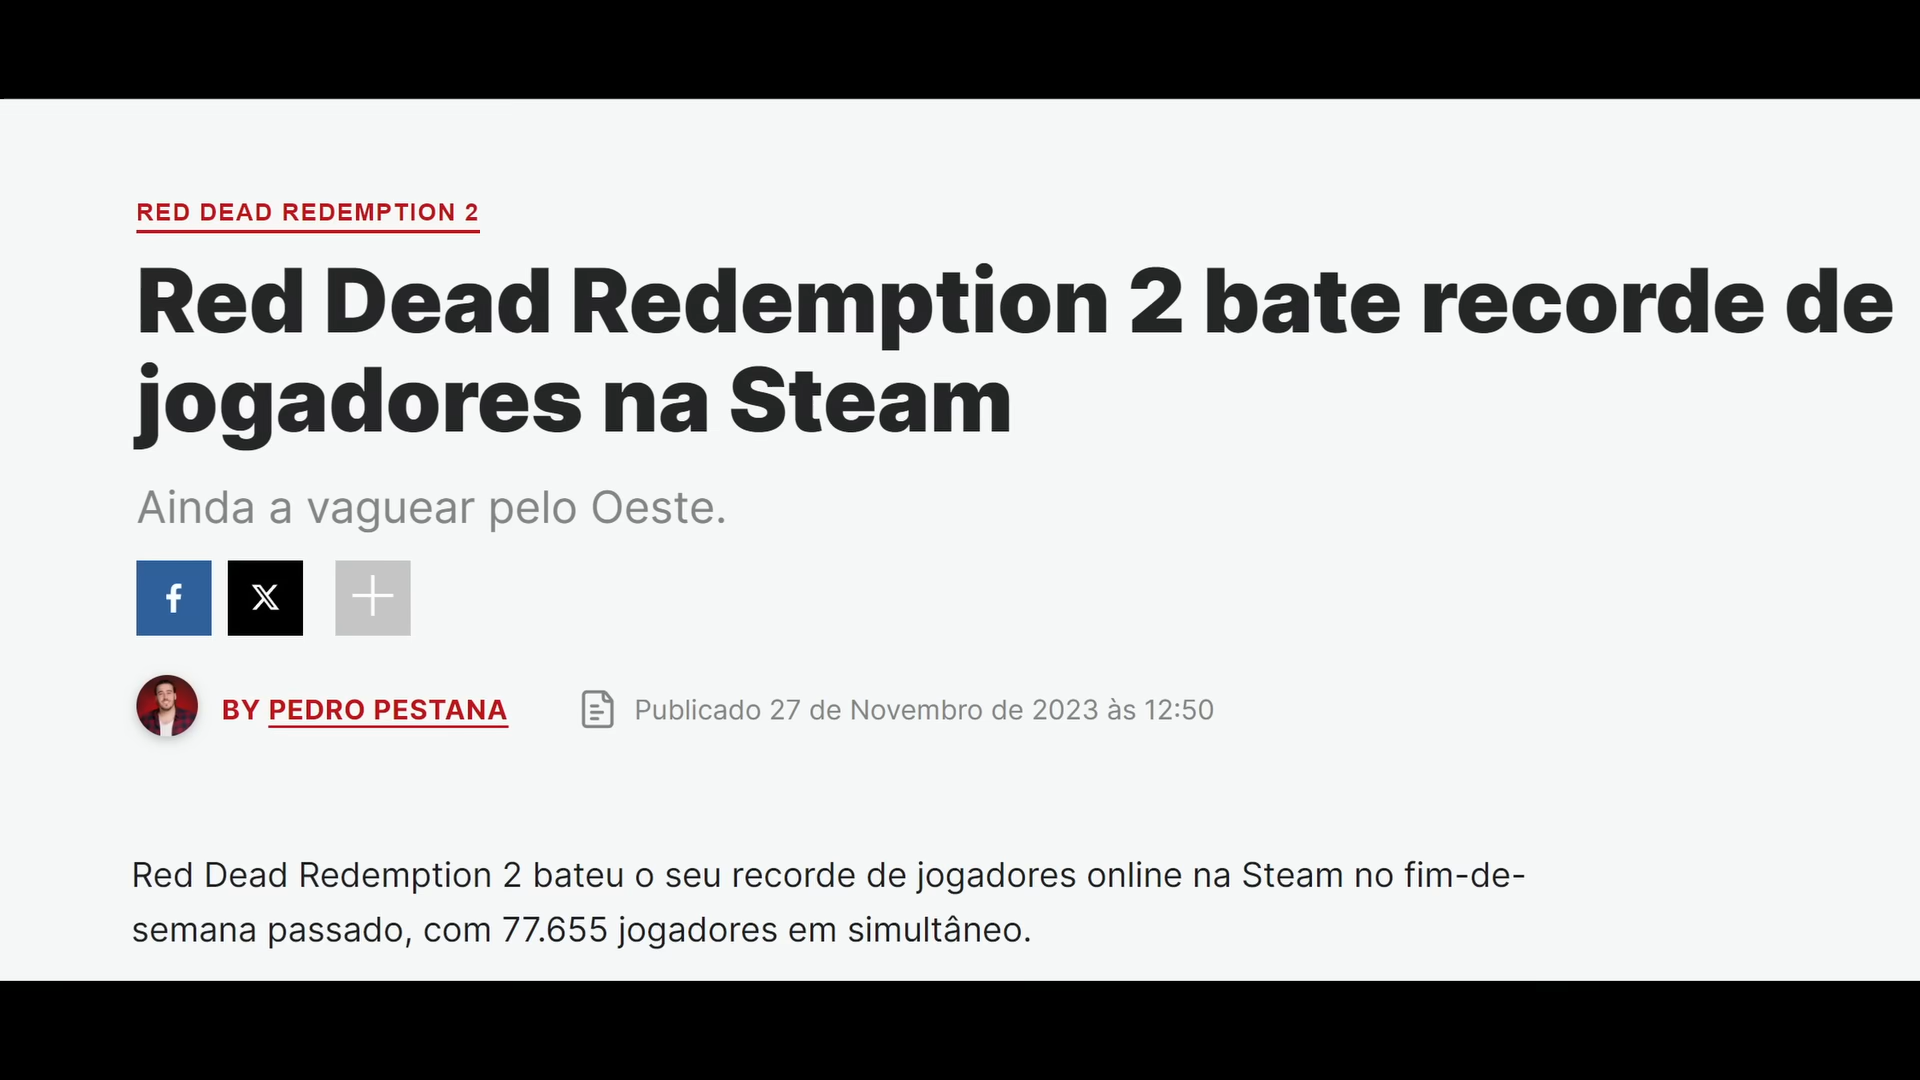 RED DEAD REDEMPTION 2
Red Dead Redemption 2 bate recorde de
jogadores na Steam
Ainda a vaguear pelo Oeste.
BY PEDRO PESTANA
Publicado 27 de Novembro de 2023 às 12:50
Red Dead Redemption 2 bateu o seu recorde de jogadores online na Steam no fim-de-
semana passado, com 77.655 jogadores em simultâneo.